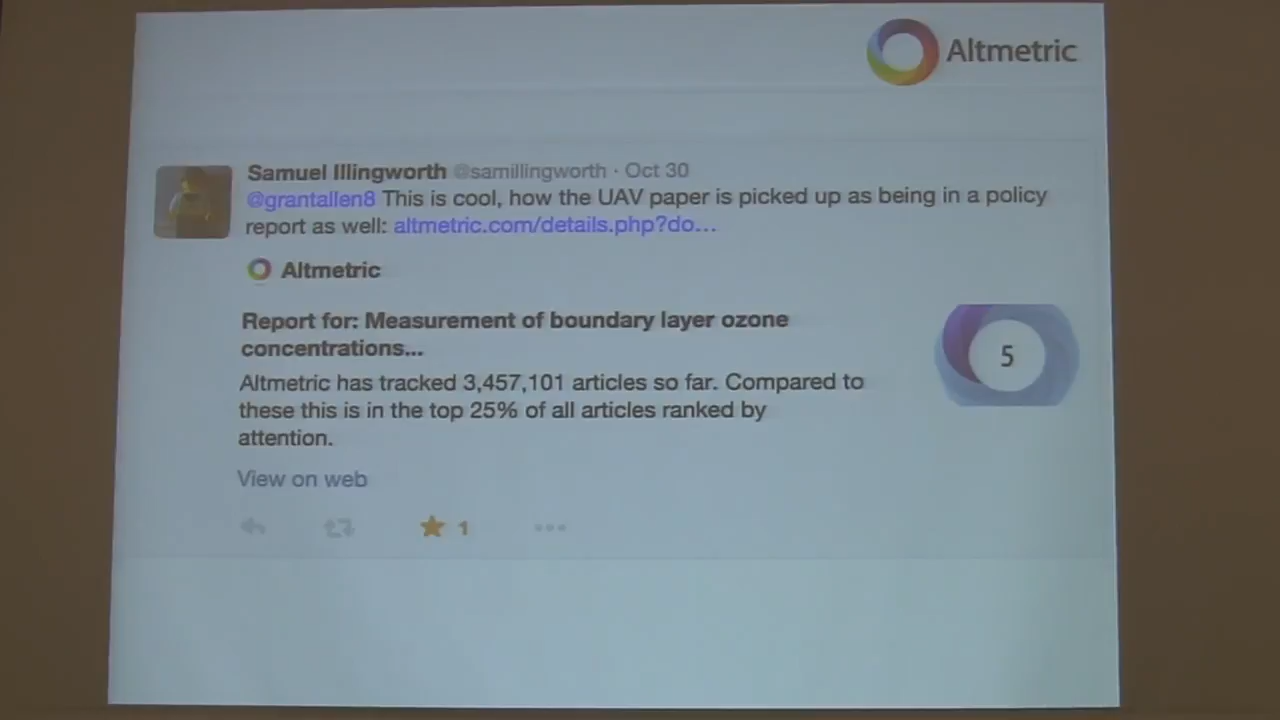 Altmetric
Samuel Illingworth @samillingworth · Oct 30
@grantallen8 This is cool, how the UAV paper is picked up as being in a policy
report as well: altmetric.com/details.php?do...
Altmetric
Report for: Measurement of boundary layer ozone
concentrations...
5
Altmetric has tracked 3,457,101 articles so far. Compared to
these this is in the top 25% of all articles ranked by
attention.
View on web
1